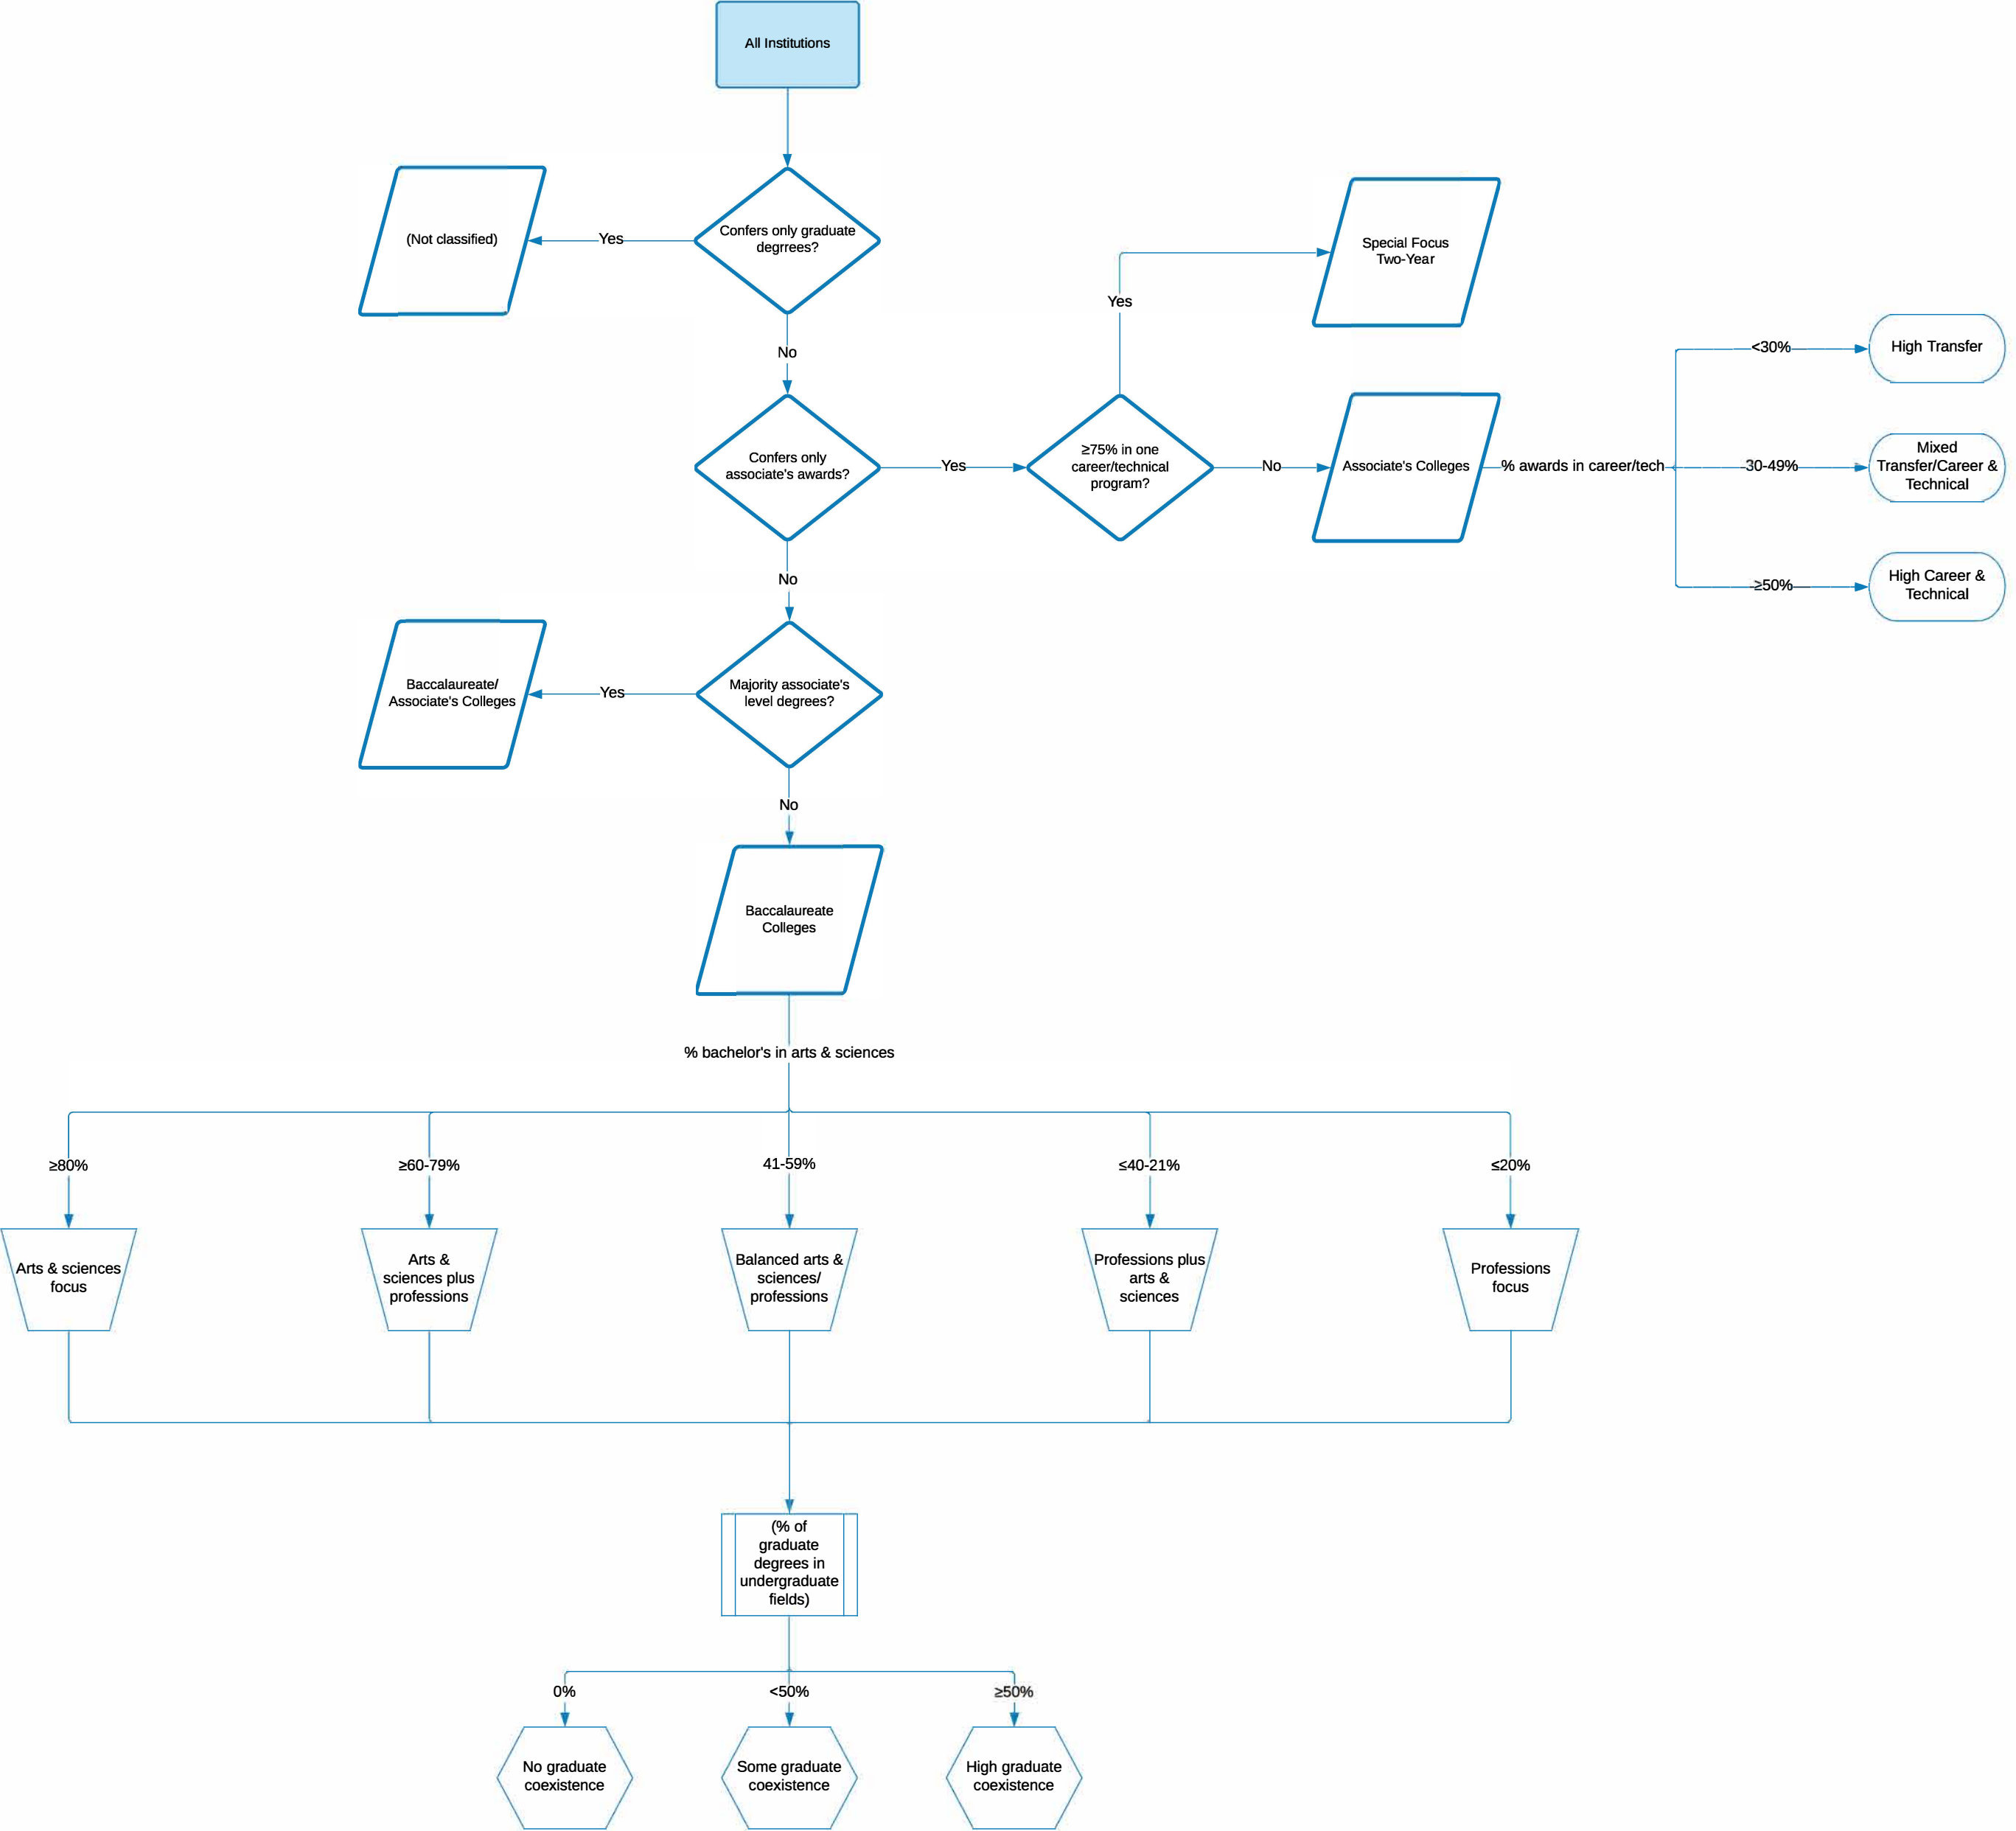 All Institutions
(Not classified)
Yes
Confers only graduate
degrrees?
Special Focus
Two-Year
Yes
No
<30%
High Transfer
Confers only
associate's awards?
Yes
≥75% in one
career/technical
program?
No
Associate's Colleges
% awards in career/tech
30-49%
Mixed
Transfer/Career &
Technical
No
≥50%
High Career &
Technical
Baccalaureate/
Associate's Colleges
Yes
Majority associate's
level degrees?
No
Baccalaureate
Colleges
% bachelor's in arts & sciences
≥80%
≥60-79%
41-59%
≤40-21%
≤20%
Arts & sciences
focus
Arts &
sciences plus
professions
Balanced arts &
sciences/
professions
Professions plus
arts &
sciences
Professions
focus
(% of
graduate
degrees in
undergraduate
fields)
0%
<50%
≥50%
No graduate
coexistence
Some graduate
coexistence
High graduate
coexistence